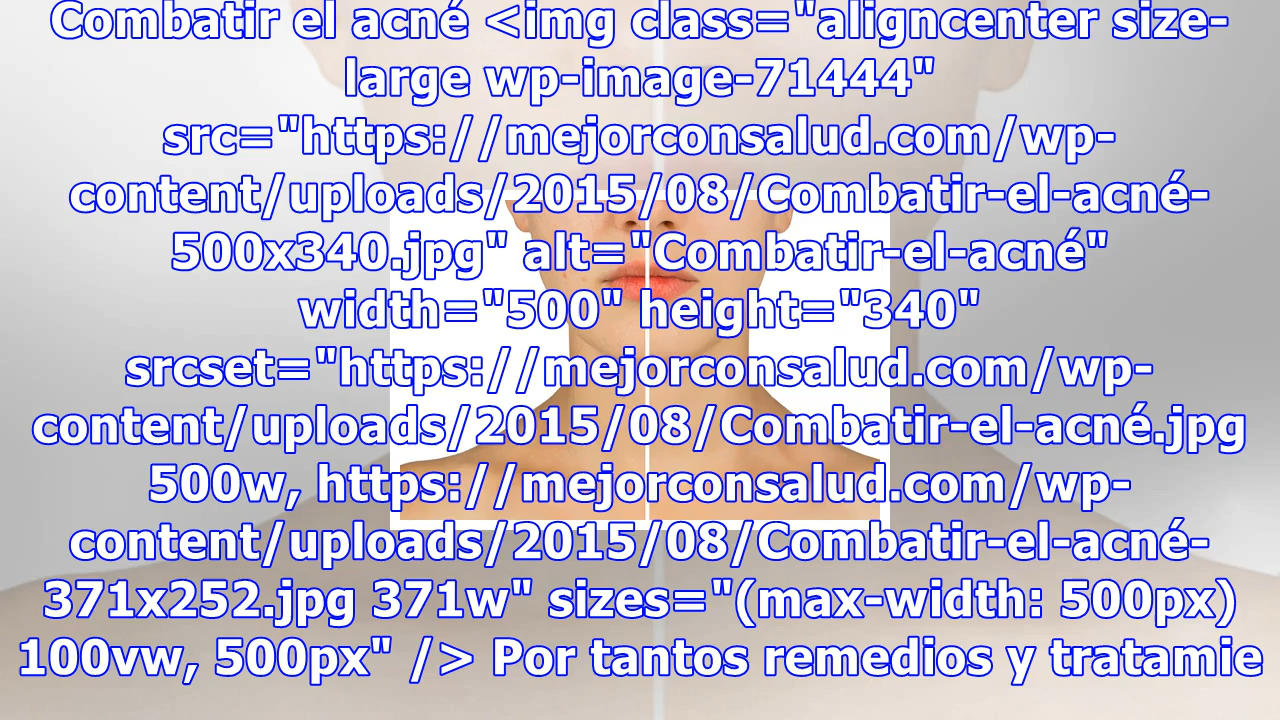 Combatir el acné <img class="aligncenter size-
large wp-image-71444"
src="https://mejorconsalud.com/wp-
content/uploads/2015/08/Combatir-el-acné-
500x340.jpg" alt="Combatir-el-acné"
width="500" height="340"
srcset="https://mejorconsalud.com/wp-
content/uploads/2015/08/Combatir-el-acné.jpg
500w, https://mejorconsalud.com/wp-
content/uploads/2015/08/Combatir-el-acné-
371x252.jpg 371w" sizes="(max-width: 500px)
100vw, 500px" /> Por tantos remedios y tratamie